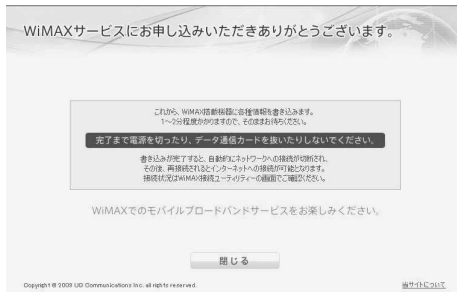 WiMAXサービスにお申し込みいただきありがとうございます。
これから、WiMAX搭載機器に各種情報を書き込みます。
1～2分程度かかりますので、そのままお待ちください。
完了まで電源を切ったり、データ通信カードを抜いたりしないでください。
書き込みが完了すると、自動的にネットワークへの接続が切断され、
その後、再接続されるとインターネットへの接続が可能となります。
接続状況はWiMAX接続ユーティリティーの画面でご確認ください。
WiMAXでのモバイルブロードバンドサービスをお楽しみください。
閉じる
Copyright © 2009 UQ Communications Inc. all rights reserved.
当サイトについて